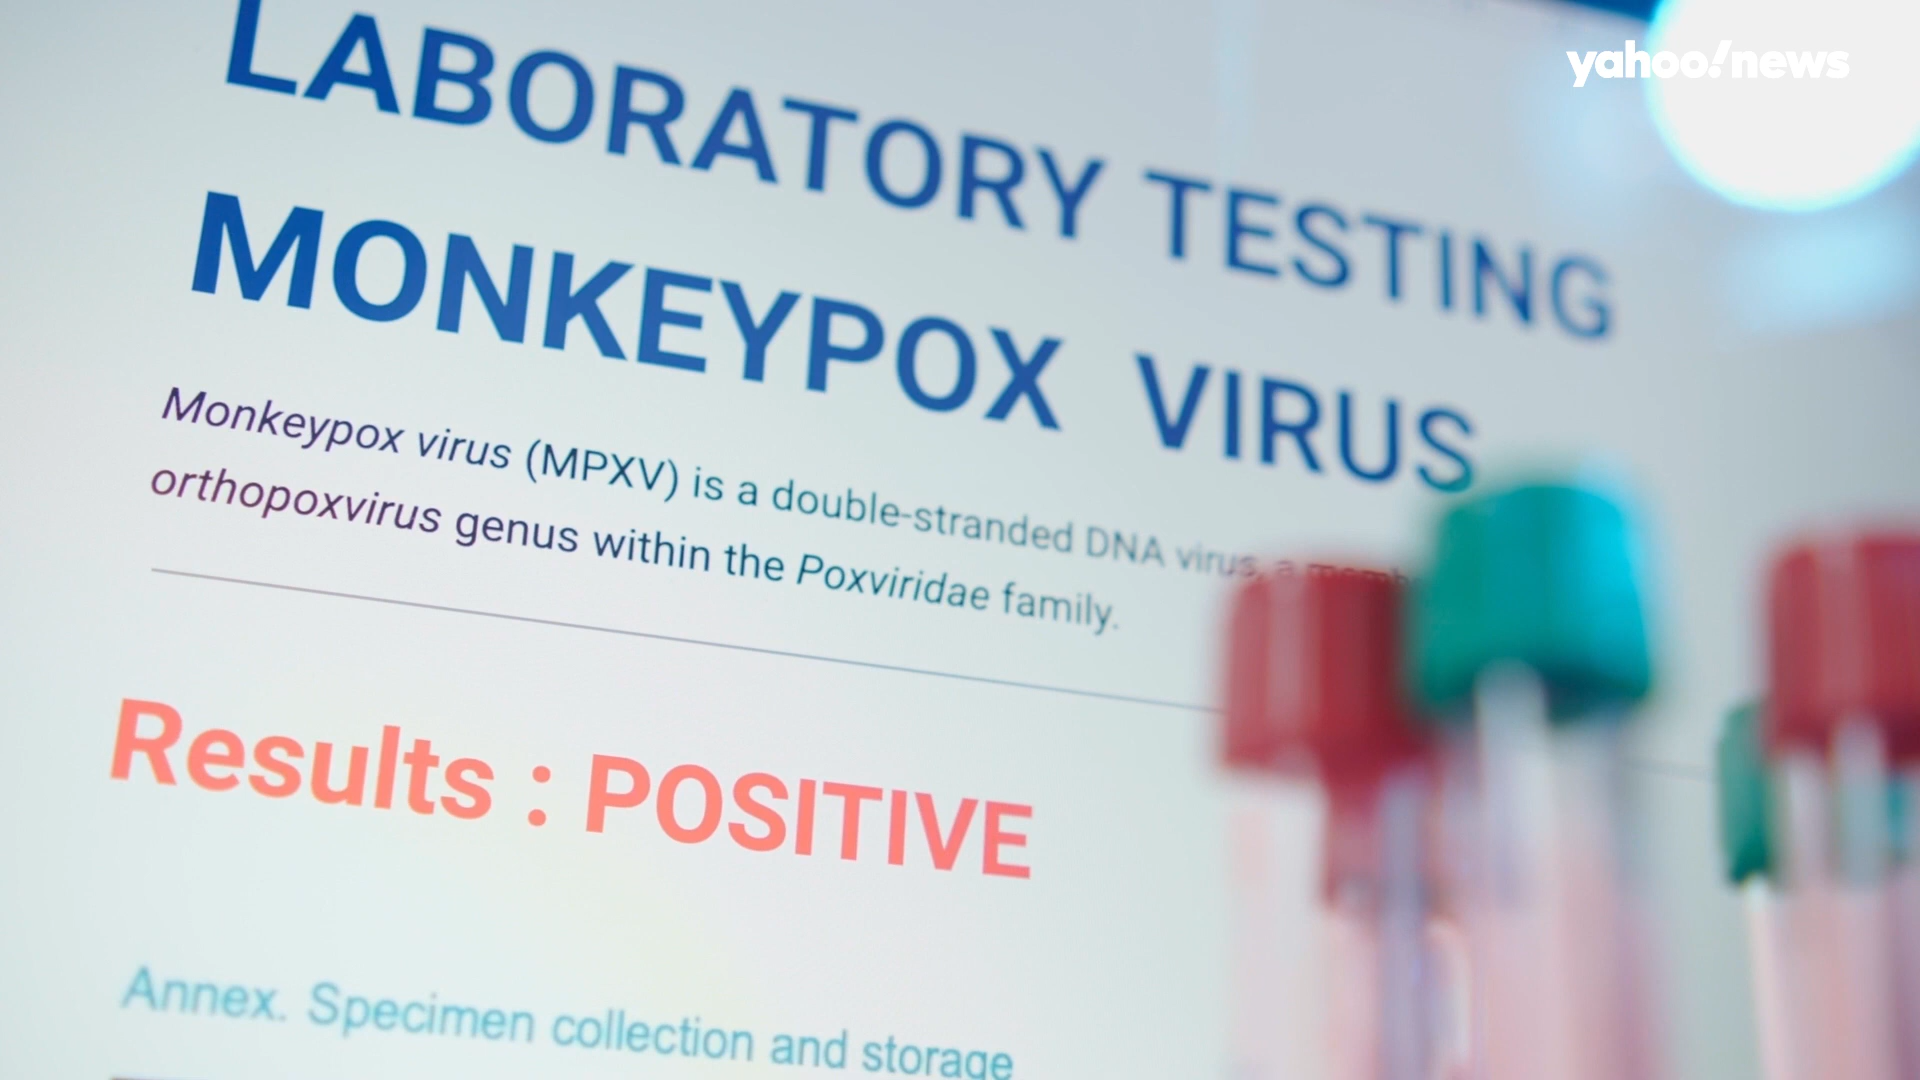 yahoo!news
LABORATORY TESTING
MONKEYPOX VIRUS
Monkeypox virus (MPXV) is a double-stranded DNA virus, a
orthopoxvirus genus within the Poxviridae family.
Results : POSITIVE
Annex. Specimen collection and storage